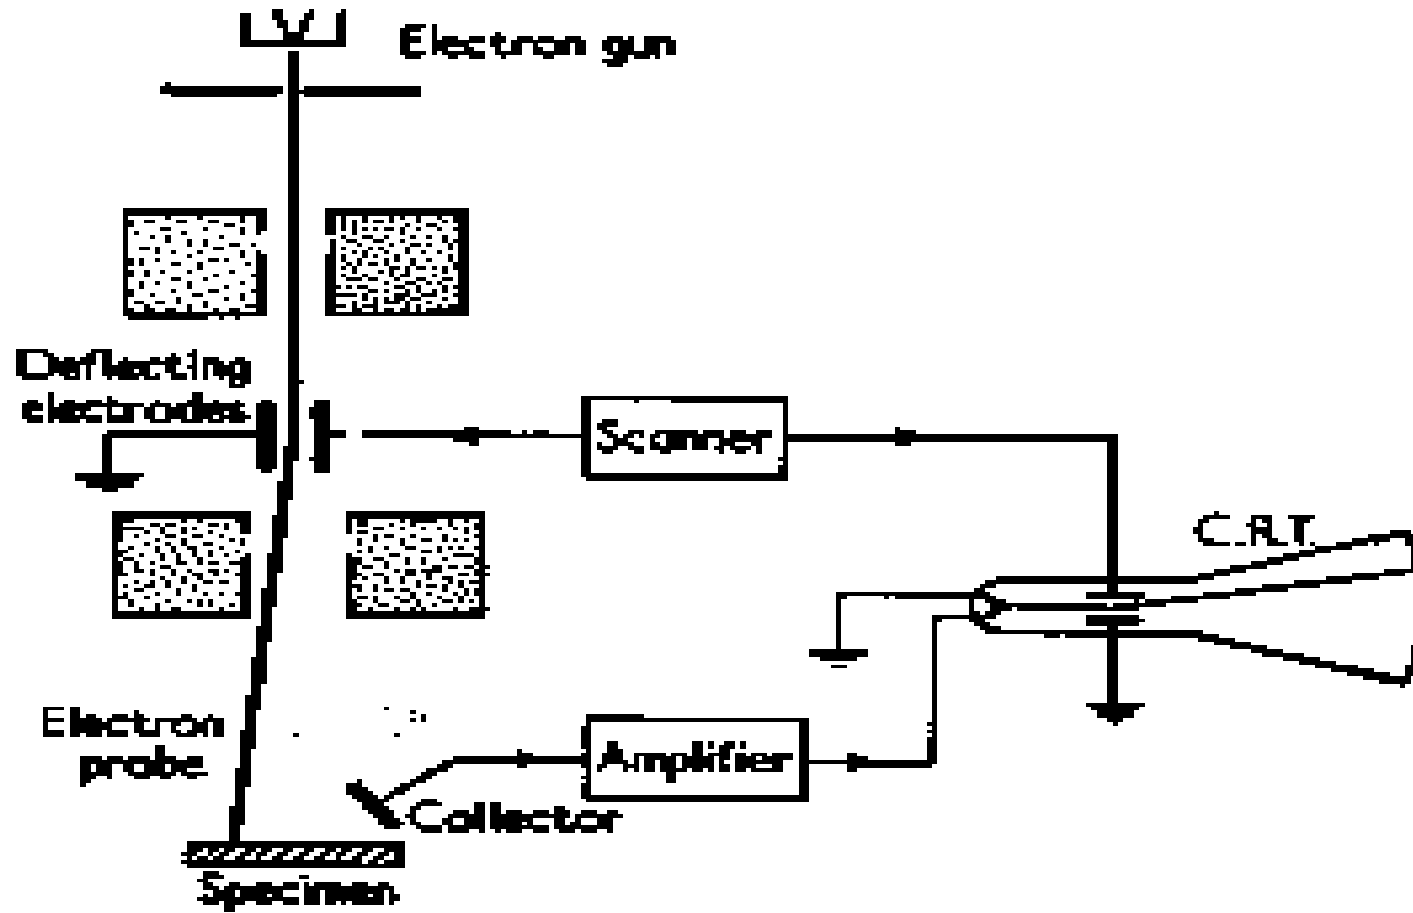 Electron gun
Deflecting
electrodes
Scanner
C.R.T.
Electron
probe
Amplifier
Collector
Specimen